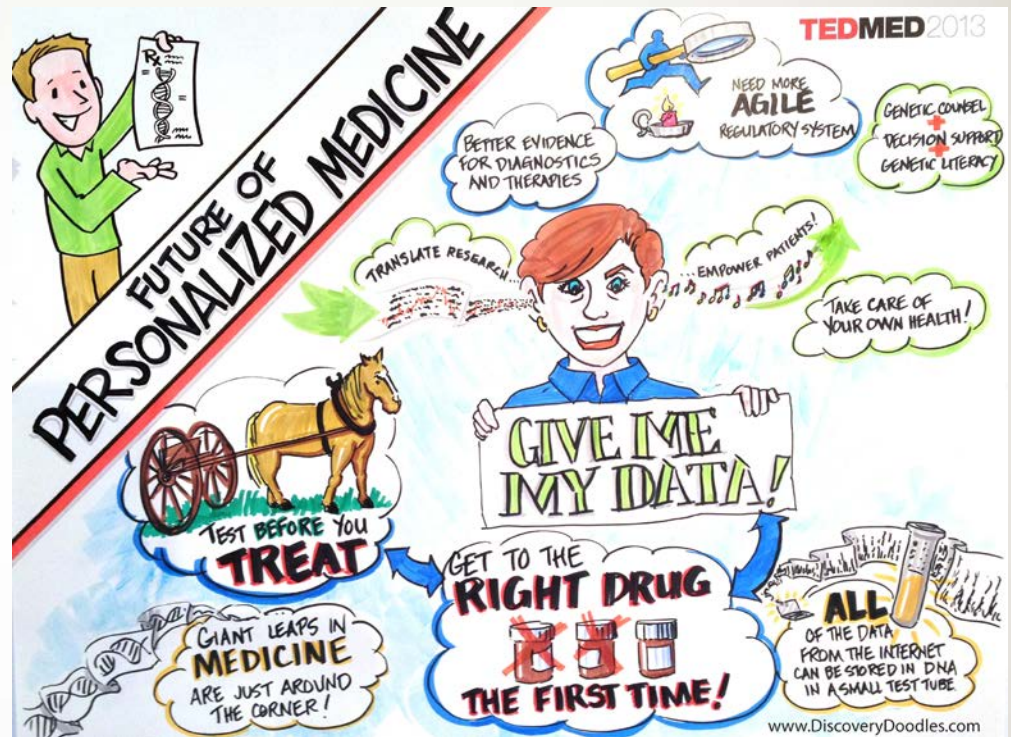 FUTURE OF
PERSONALIZED MEDICINE
Rx
TEDMED2013
BETTER EVIDENCE
FOR DIAGNOSTICS
AND THERAPIES
NEED MORE
AGILE
REGULATORY SYSTEM
GENETIC COUNSEL
+
DECISION SUPPORT
+
GENETIC LITERACY
TRANSLATE RESEARCH
EMPOWER PATIENTS!
TAKE CARE OF
YOUR OWN HEALTH!
GIVE ME
MY DATA!
TEST BEFORE YOU
TREAT
GET TO THE
RIGHT DRUG
THE FIRST TIME!
GIANT LEAPS IN
MEDICINE
ARE JUST AROUND
THE CORNER!
ALL
OF THE DATA
FROM THE INTERNET
CAN BE STORED IN DNA
IN A SMALL TEST TUBE.
www.DiscoveryDoodles.com